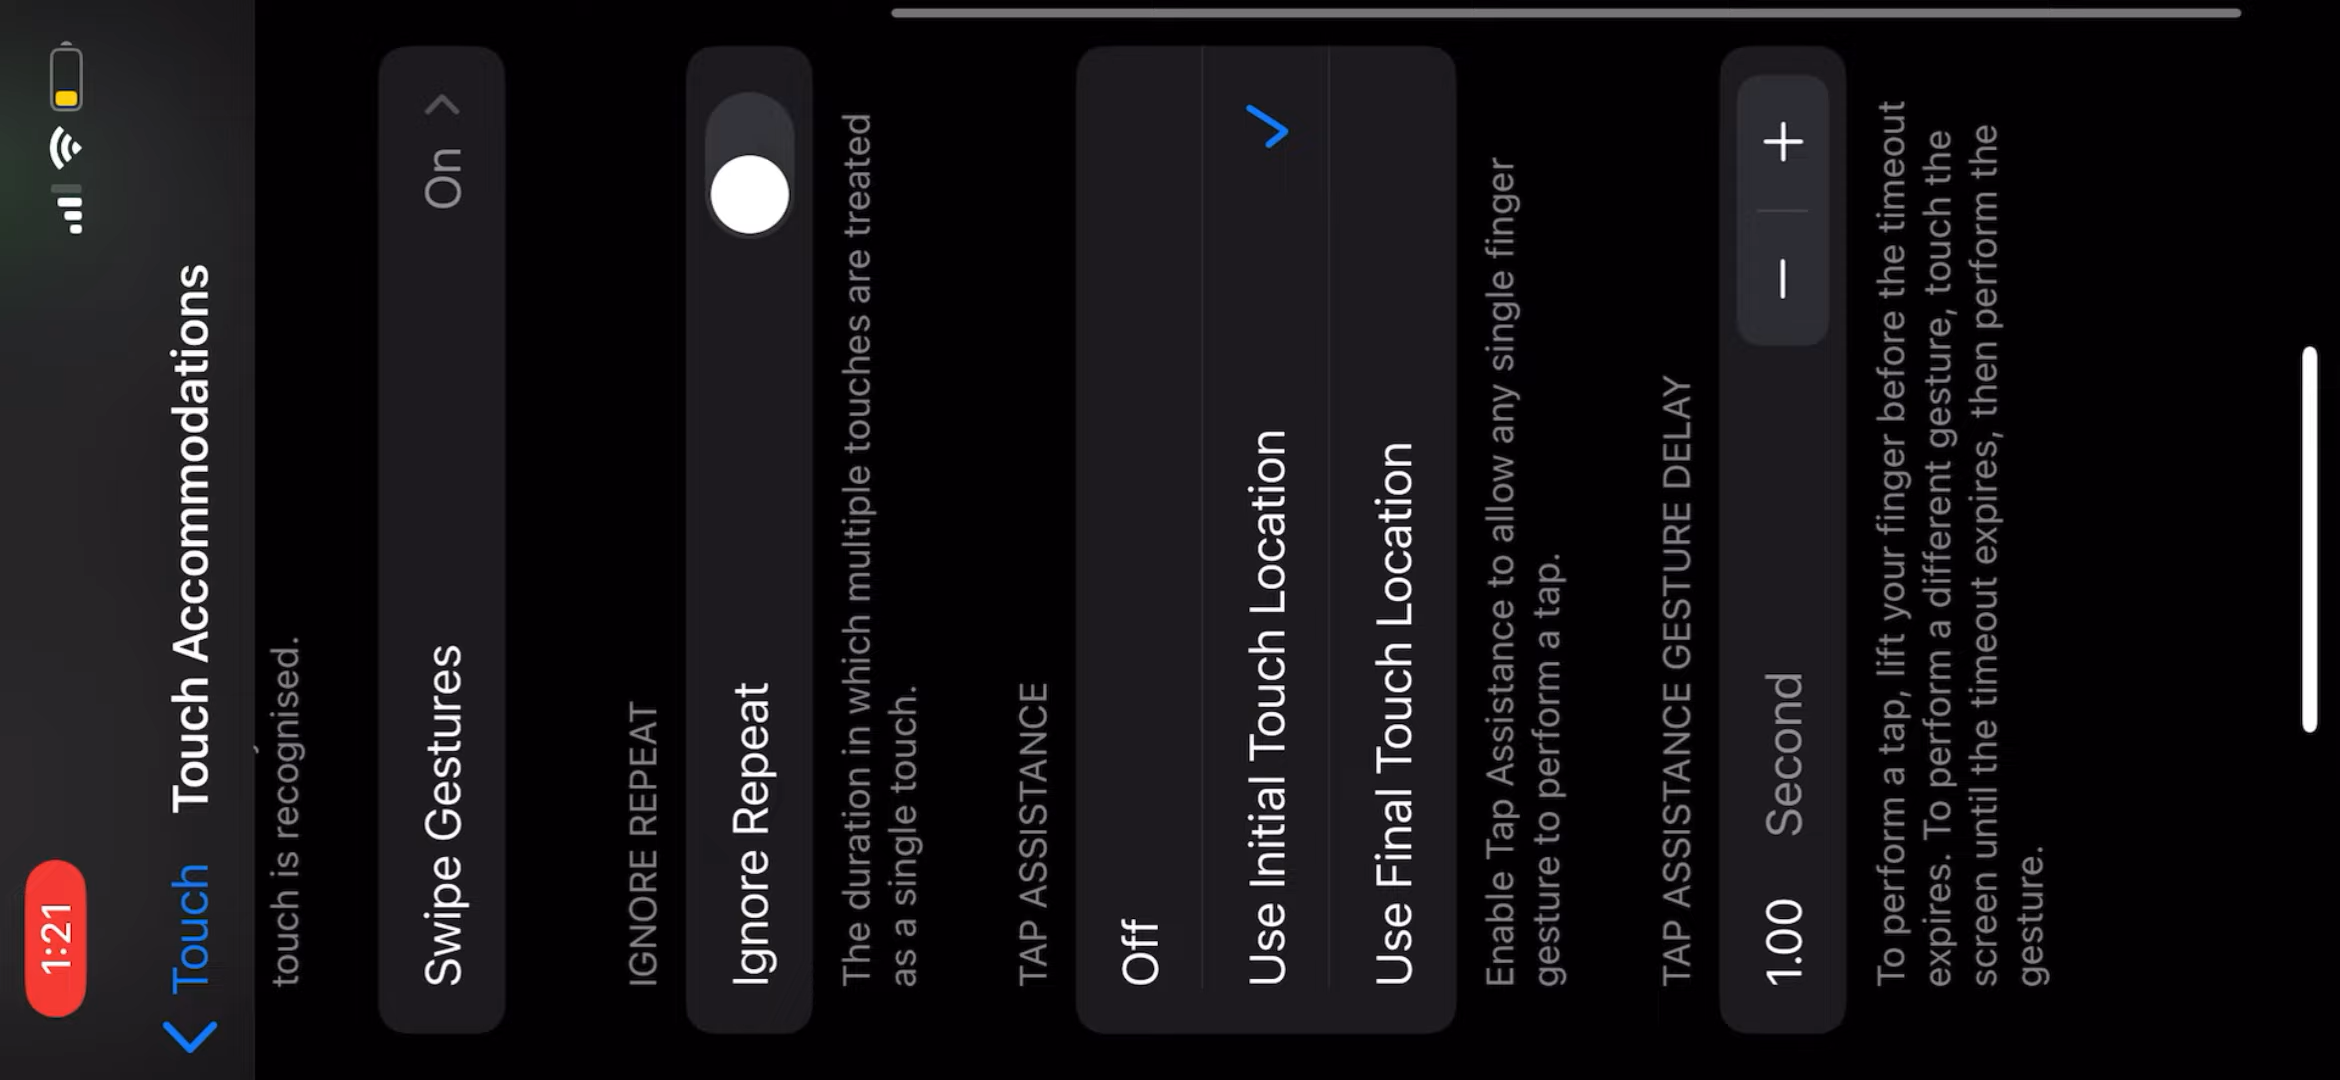 1:21
Touch
Touch Accommodations
touch is recognised.
Swipe Gestures
On
IGNORE REPEAT
Ignore Repeat
The duration in which multiple touches are treated
as a single touch.
TAP ASSISTANCE
Off
Use Initial Touch Location
Use Final Touch Location
Enable Tap Assistance to allow any single finger
gesture to perform a tap.
TAP ASSISTANCE GESTURE DELAY
1.00 Second
To perform a tap, lift your finger before the timeout
expires. To perform a different gesture, touch the
screen until the timeout expires, then perform the
gesture.